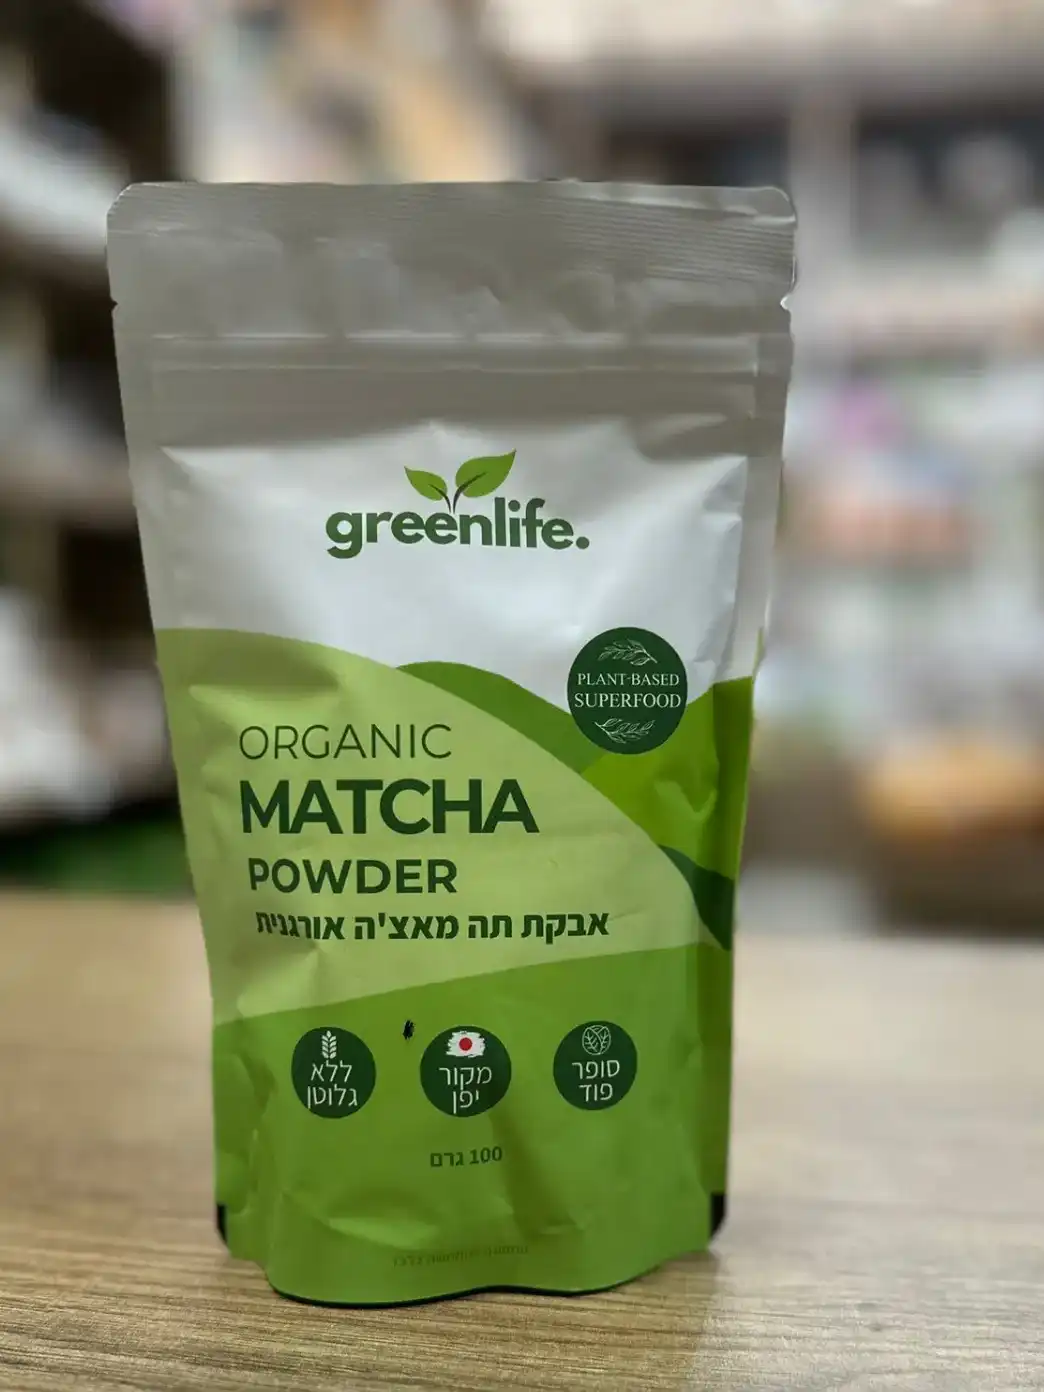 greenlife.
PLANT-BASED
SUPERFOOD
ORGANIC
MATCHA
POWDER
אבקת תה מאצ'ה אורגנית
ללא
גלוטן
מקור
יפן
סופר
פוד
100 גרם